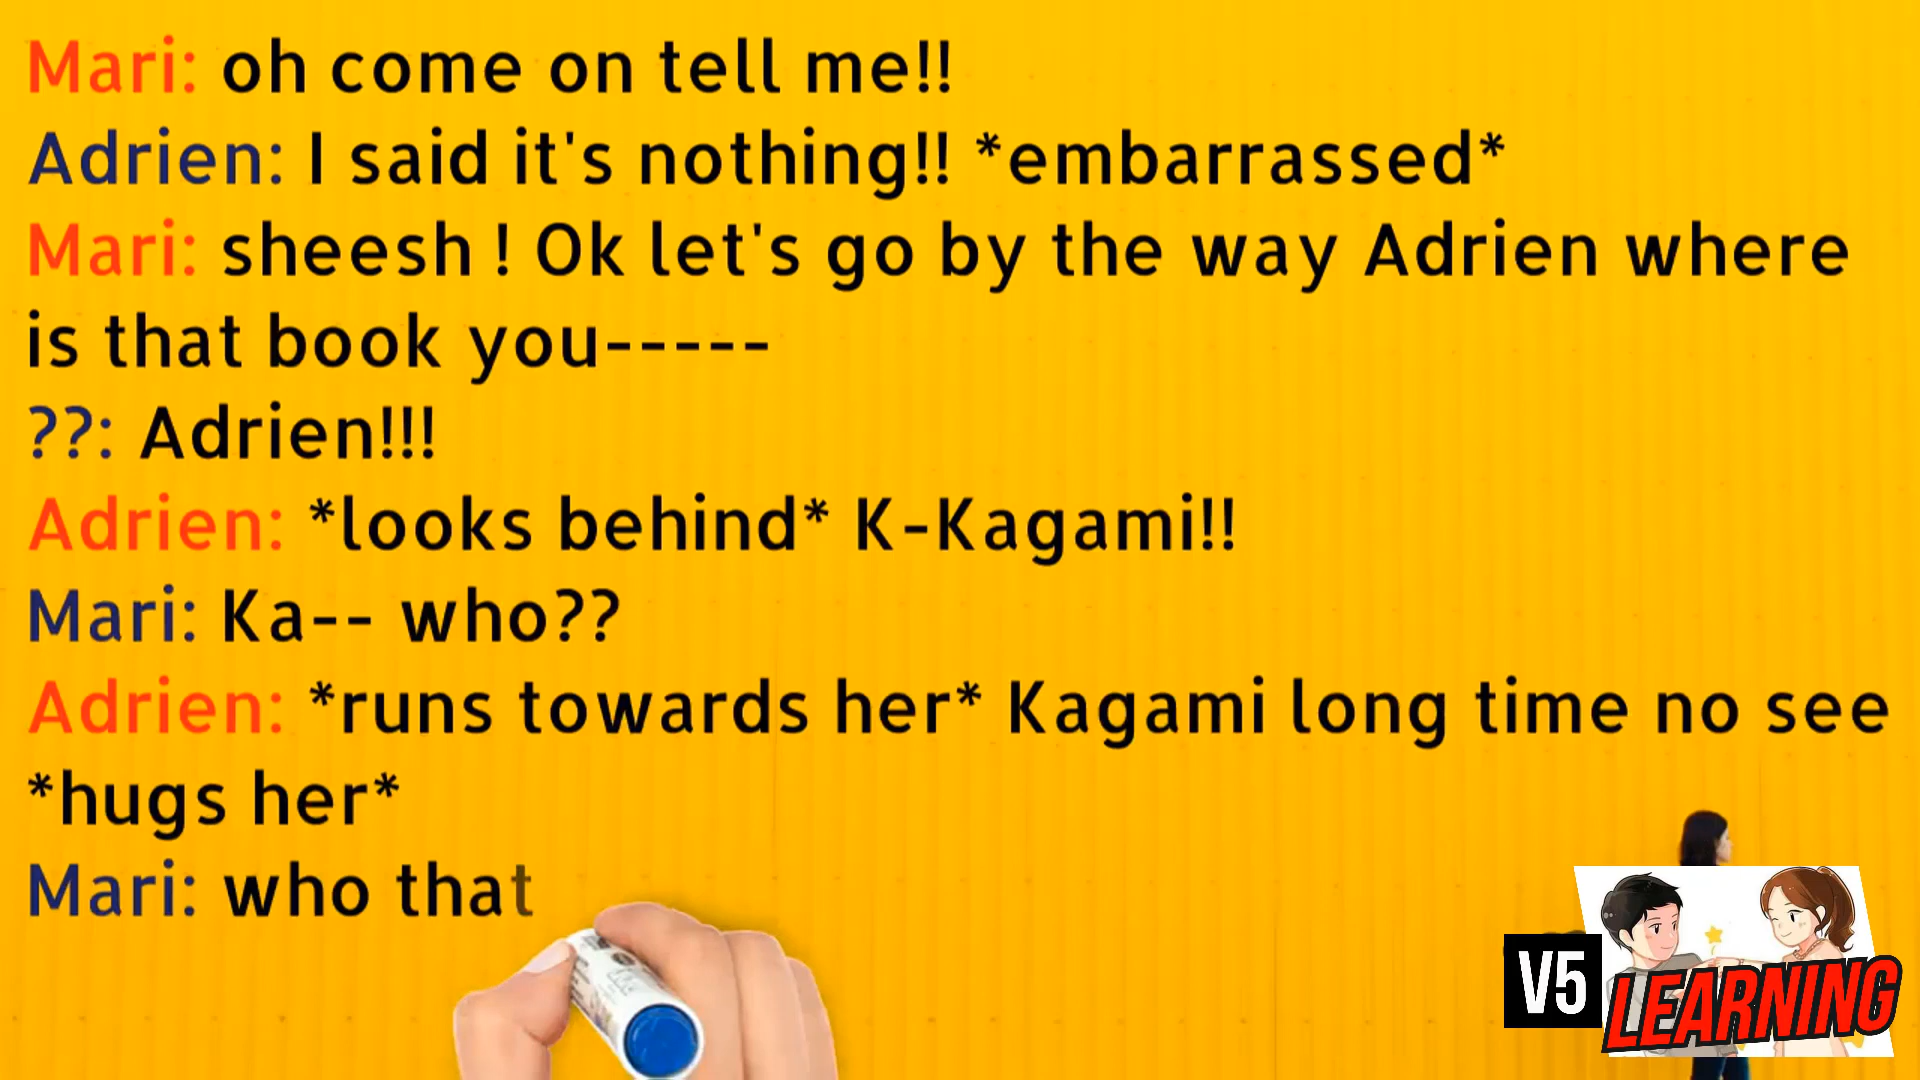 Mari: oh come on tell me!!
Adrien: I said it's nothing!! *embarrassed*
Mari: sheesh ! Ok let's go by the way Adrien where
is that book you-----
??: Adrien!!!
Adrien: *looks behind* K-Kagami!!
Mari: Ka-- who??
Adrien: *runs towards her* Kagami long time no see
*hugs her*
Mari: who that
V5
LEARNING